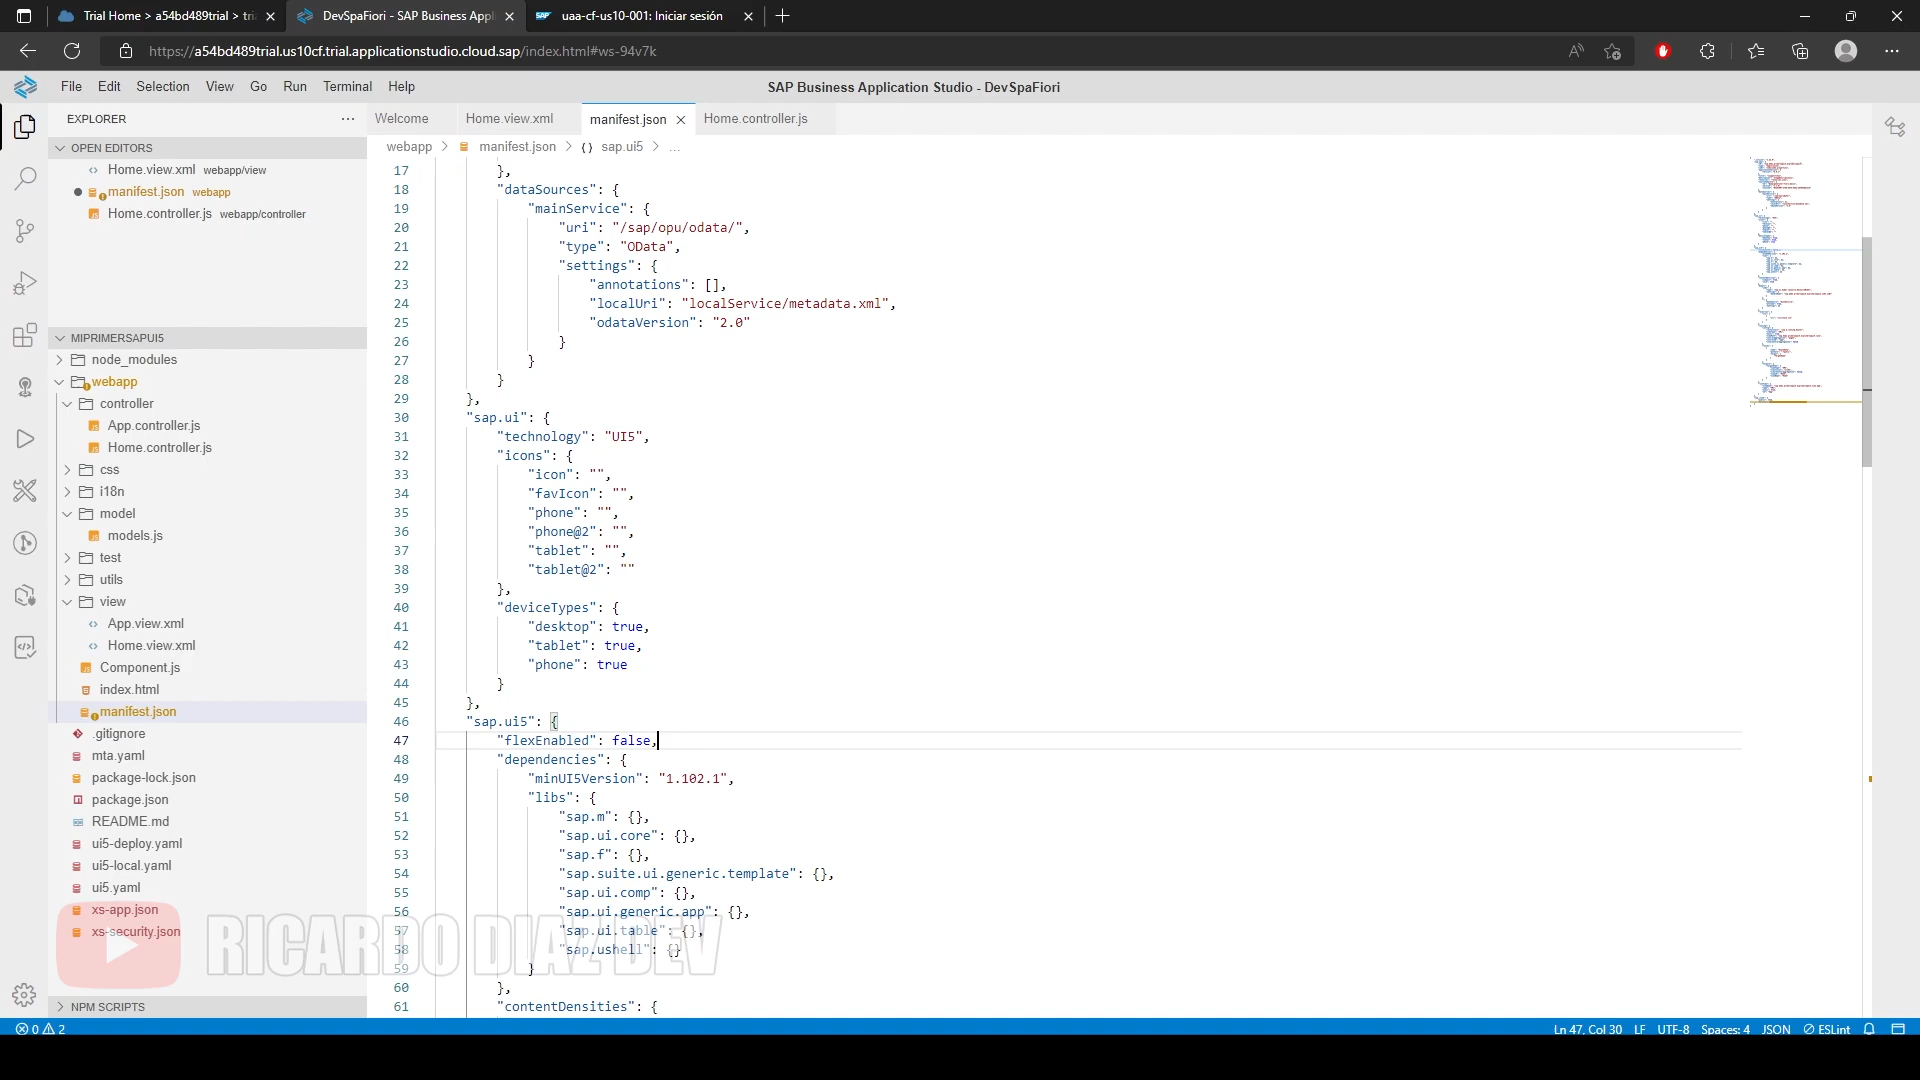 Trial Home > a54bd489trial > tri
DevSpaFiori - SAP Business Appl
SAP uaa-cf-us10-001: Iniciar sesión
https://a54bd489trial.us10cf.trial.applicationstudio.cloud.sap/index.html#ws-94v7k
File Edit Selection View Go Run Terminal Help
SAP Business Application Studio - DevSpaFiori
EXPLORER
OPEN EDITORS
Home.view.xml webapp/view
manifest.json webapp
Home.controller.js webapp/controller
MIPRIMERSAPUI5
node_modules
webapp
controller
App.controller.js
Home.controller.js
css
i18n
model
models.js
test
utils
view
App.view.xml
Home.view.xml
Component.js
index.html
manifest.json
.gitignore
mta.yaml
package-lock.json
package.json
README.md
ui5-deploy.yaml
ui5-local.yaml
ui5.yaml
xs-app.json
xs-security.json
NPM SCRIPTS
Welcome Home.view.xml manifest.json Home.controller.js
webapp > manifest.json > {} sap.ui5 > ...
17 },
18 "dataSources": {
19 "mainService": {
20 "uri": "/sap/opu/odata/",
21 "type": "OData",
22 "settings": {
23 "annotations": [],
24 "localUri": "localService/metadata.xml",
25 "odataVersion": "2.0"
26 }
27 }
28 }
29 },
30 "sap.ui": {
31 "technology": "UI5",
32 "icons": {
33 "icon": "",
34 "favIcon": "",
35 "phone": "",
36 "phone@2": "",
37 "tablet": "",
38 "tablet@2": ""
39 },
40 "deviceTypes": {
41 "desktop": true,
42 "tablet": true,
43 "phone": true
44 }
45 },
46 "sap.ui5": {
47 "flexEnabled": false,
48 "dependencies": {
49 "minUI5Version": "1.102.1",
50 "libs": {
51 "sap.m": {},
52 "sap.ui.core": {},
53 "sap.f": {},
54 "sap.suite.ui.generic.template": {},
55 "sap.ui.comp": {},
56 "sap.ui.generic.app": {},
57 "sap.ui.table": {},
58 "sap.ushell": {}
59 }
60 },
61 "contentDensities": {
RICARDO DIAZ DEV
0 2
Ln 47, Col 30 LF UTF-8 Spaces: 4 JSON ESLint